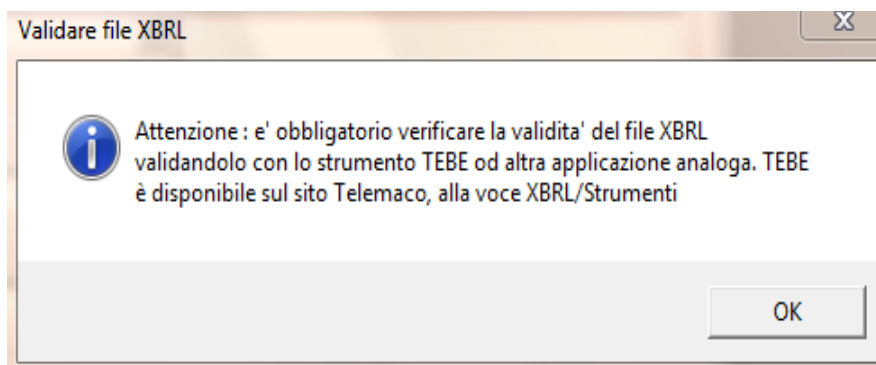 Validare file XBRL
Attenzione : e' obbligatorio verificare la validita' del file XBRL
validandolo con lo strumento TEBE od altra applicazione analoga. TEBE
è disponibile sul sito Telemaco, alla voce XBRL/Strumenti
OK